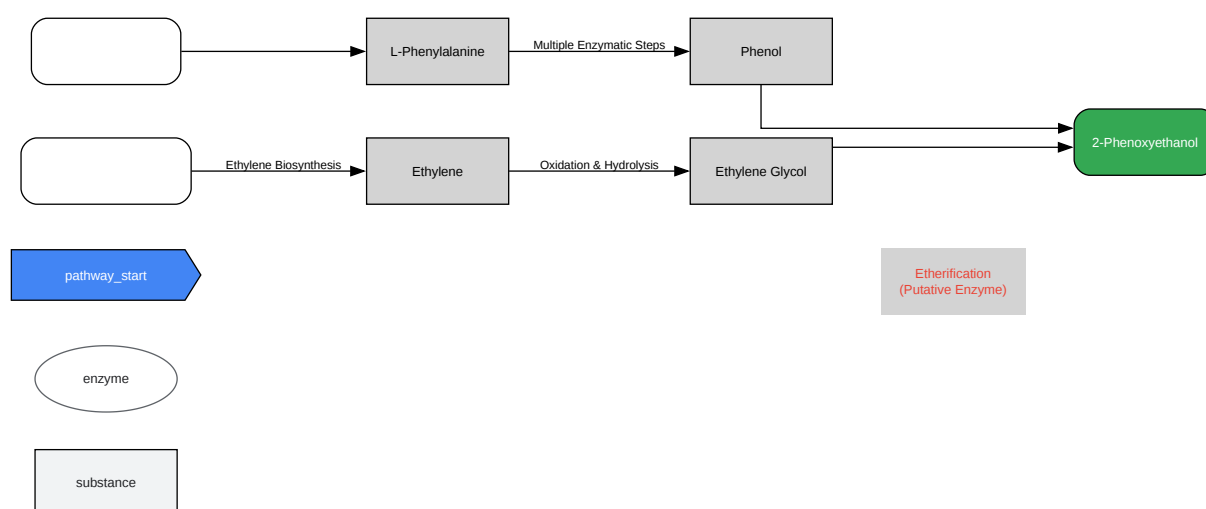 L-Phenylalanine
Multiple Enzymatic Steps
Phenol
2-Phenoxyethanol
Ethylene Biosynthesis
Ethylene
Oxidation & Hydrolysis
Ethylene Glycol
pathway_start
Etherification
(Putative Enzyme)
enzyme
substance